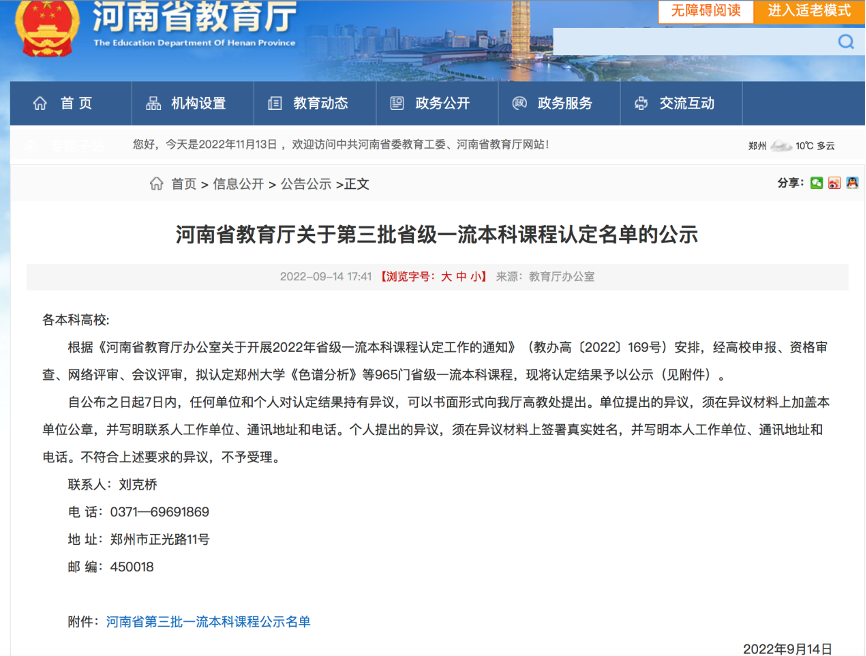 河南省教育厅
The Education Department Of Henan Province
无障碍阅读 进入适老模式
首 页 机构设置 教育动态 政务公开 政务服务 交流互动
您好，今天是2022年11月13日 ，欢迎访问中共河南省委教育工委、河南省教育厅网站！ 郑州 10℃ 多云
首页 > 信息公开 > 公告公示 >正文 分享：
河南省教育厅关于第三批省级一流本科课程认定名单的公示
2022-09-14 17:41 【浏览字号：大 中 小】 来源：教育厅办公室
各本科高校:
根据《河南省教育厅办公室关于开展2022年省级一流本科课程认定工作的通知》（教办高〔2022〕169号）安排，经高校申报、资格审
查、网络评审、会议评审，拟认定郑州大学《色谱分析》等965门省级一流本科课程，现将认定结果予以公示（见附件）。
自公布之日起7日内，任何单位和个人对认定结果持有异议，可以书面形式向我厅高教处提出。单位提出的异议，须在异议材料上加盖本
单位公章，并写明联系人工作单位、通讯地址和电话。个人提出的异议，须在异议材料上签署真实姓名，并写明本人工作单位、通讯地址和
电话。不符合上述要求的异议，不予受理。
联系人：刘克桥
电 话：0371—69691869
地 址：郑州市正光路11号
邮 编：450018
附件：河南省第三批一流本科课程公示名单
2022年9月14日